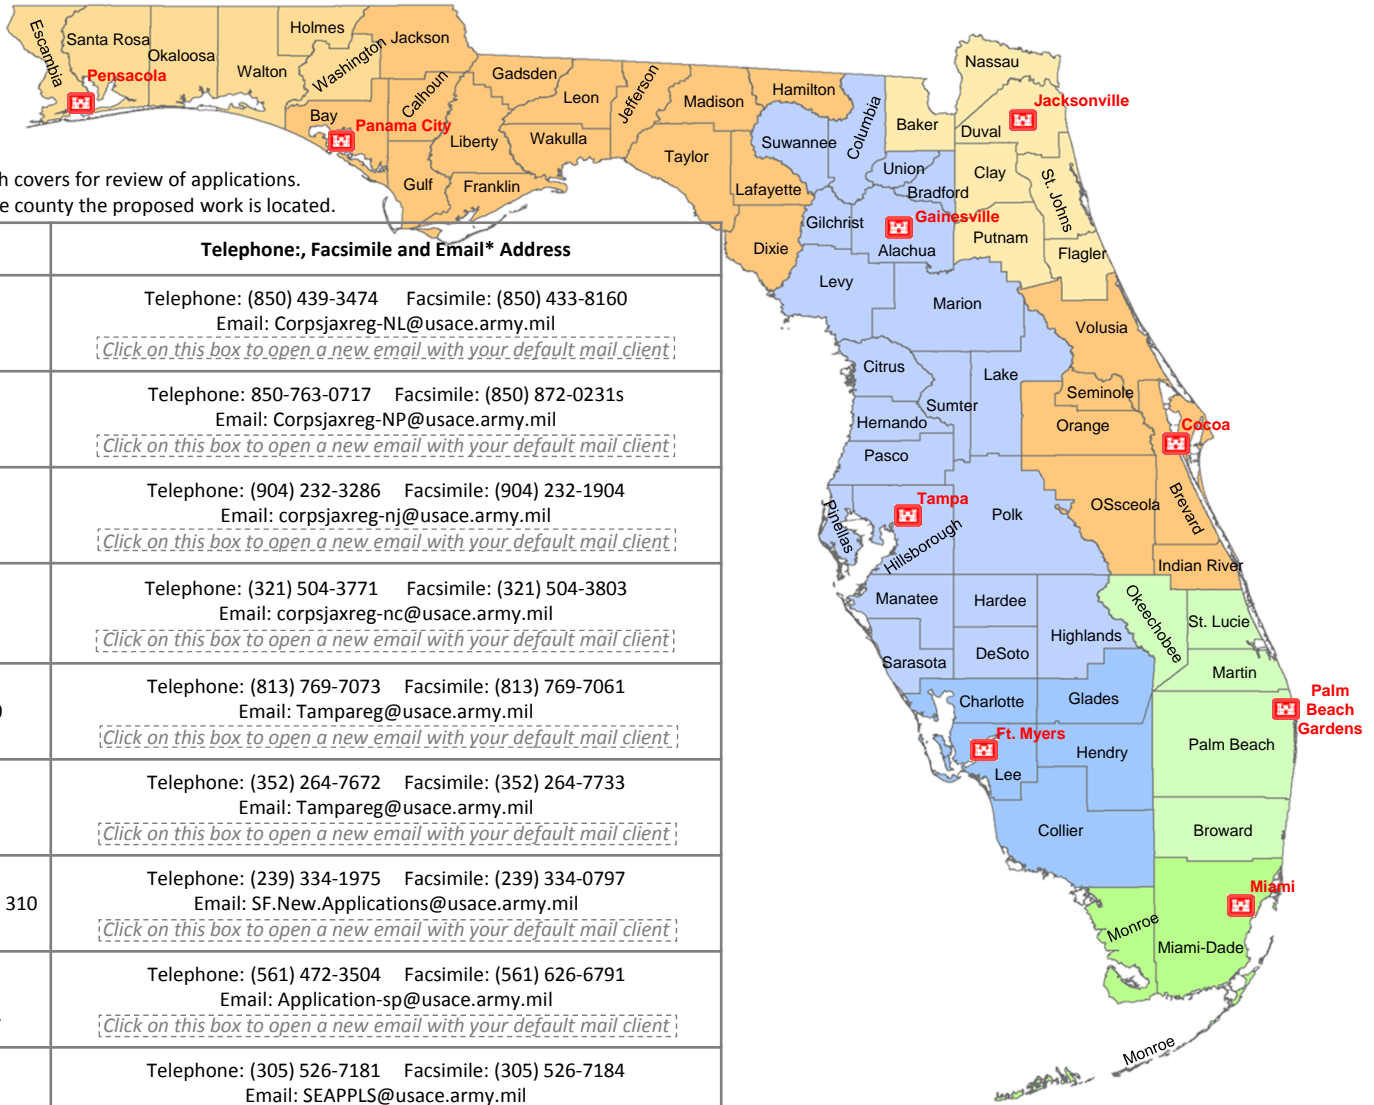 Escambia
Santa Rosa
Okaloosa
Walton
Holmes
Washington
Jackson
Pensacola
Bay
Calhoun
Panama City
Gadsden
Leon
Jefferson
Madison
Hamilton
Liberty
Wakulla
Gulf
Franklin
Taylor
Lafayette
Dixie
Suwannee
Columbia
Baker
Nassau
Jacksonville
Duval
Union
Bradford
Clay
St. Johns
Gilchrist
Gainesville
Alachua
Putnam
Flagler
Levy
Marion
Volusia
Citrus
Lake
Sumter
Seminole
Hernando
Orange
Cocoa
Pasco
Tampa
Polk
OSsceola
Brevard
Pinellas
Hillsborough
Indian River
Manatee
Hardee
Okeechobee
St. Lucie
Highlands
Sarasota
DeSoto
Martin
Charlotte
Glades
Palm
Beach
Gardens
Ft. Myers
Lee
Hendry
Palm Beach
Collier
Broward
Miami
Monroe
Miami-Dade
Monroe
h covers for review of applications.
e county the proposed work is located.
Telephone:, Facsimile and Email* Address
Telephone: (850) 439-3474 Facsimile: (850) 433-8160
Email: Corpsjaxreg-NL@usace.army.mil
Click on this box to open a new email with your default mail client
Telephone: 850-763-0717 Facsimile: (850) 872-0231s
Email: Corpsjaxreg-NP@usace.army.mil
Click on this box to open a new email with your default mail client
Telephone: (904) 232-3286 Facsimile: (904) 232-1904
Email: corpsjaxreg-nj@usace.army.mil
Click on this box to open a new email with your default mail client
Telephone: (321) 504-3771 Facsimile: (321) 504-3803
Email: corpsjaxreg-nc@usace.army.mil
Click on this box to open a new email with your default mail client
Telephone: (813) 769-7073 Facsimile: (813) 769-7061
Email: Tampareg@usace.army.mil
Click on this box to open a new email with your default mail client
Telephone: (352) 264-7672 Facsimile: (352) 264-7733
Email: Tampareg@usace.army.mil
Click on this box to open a new email with your default mail client
310
Telephone: (239) 334-1975 Facsimile: (239) 334-0797
Email: SF.New.Applications@usace.army.mil
Click on this box to open a new email with your default mail client
Telephone: (561) 472-3504 Facsimile: (561) 626-6791
Email: Application-sp@usace.army.mil
Click on this box to open a new email with your default mail client
Telephone: (305) 526-7181 Facsimile: (305) 526-7184
Email: SEAPPLS@usace.army.mil